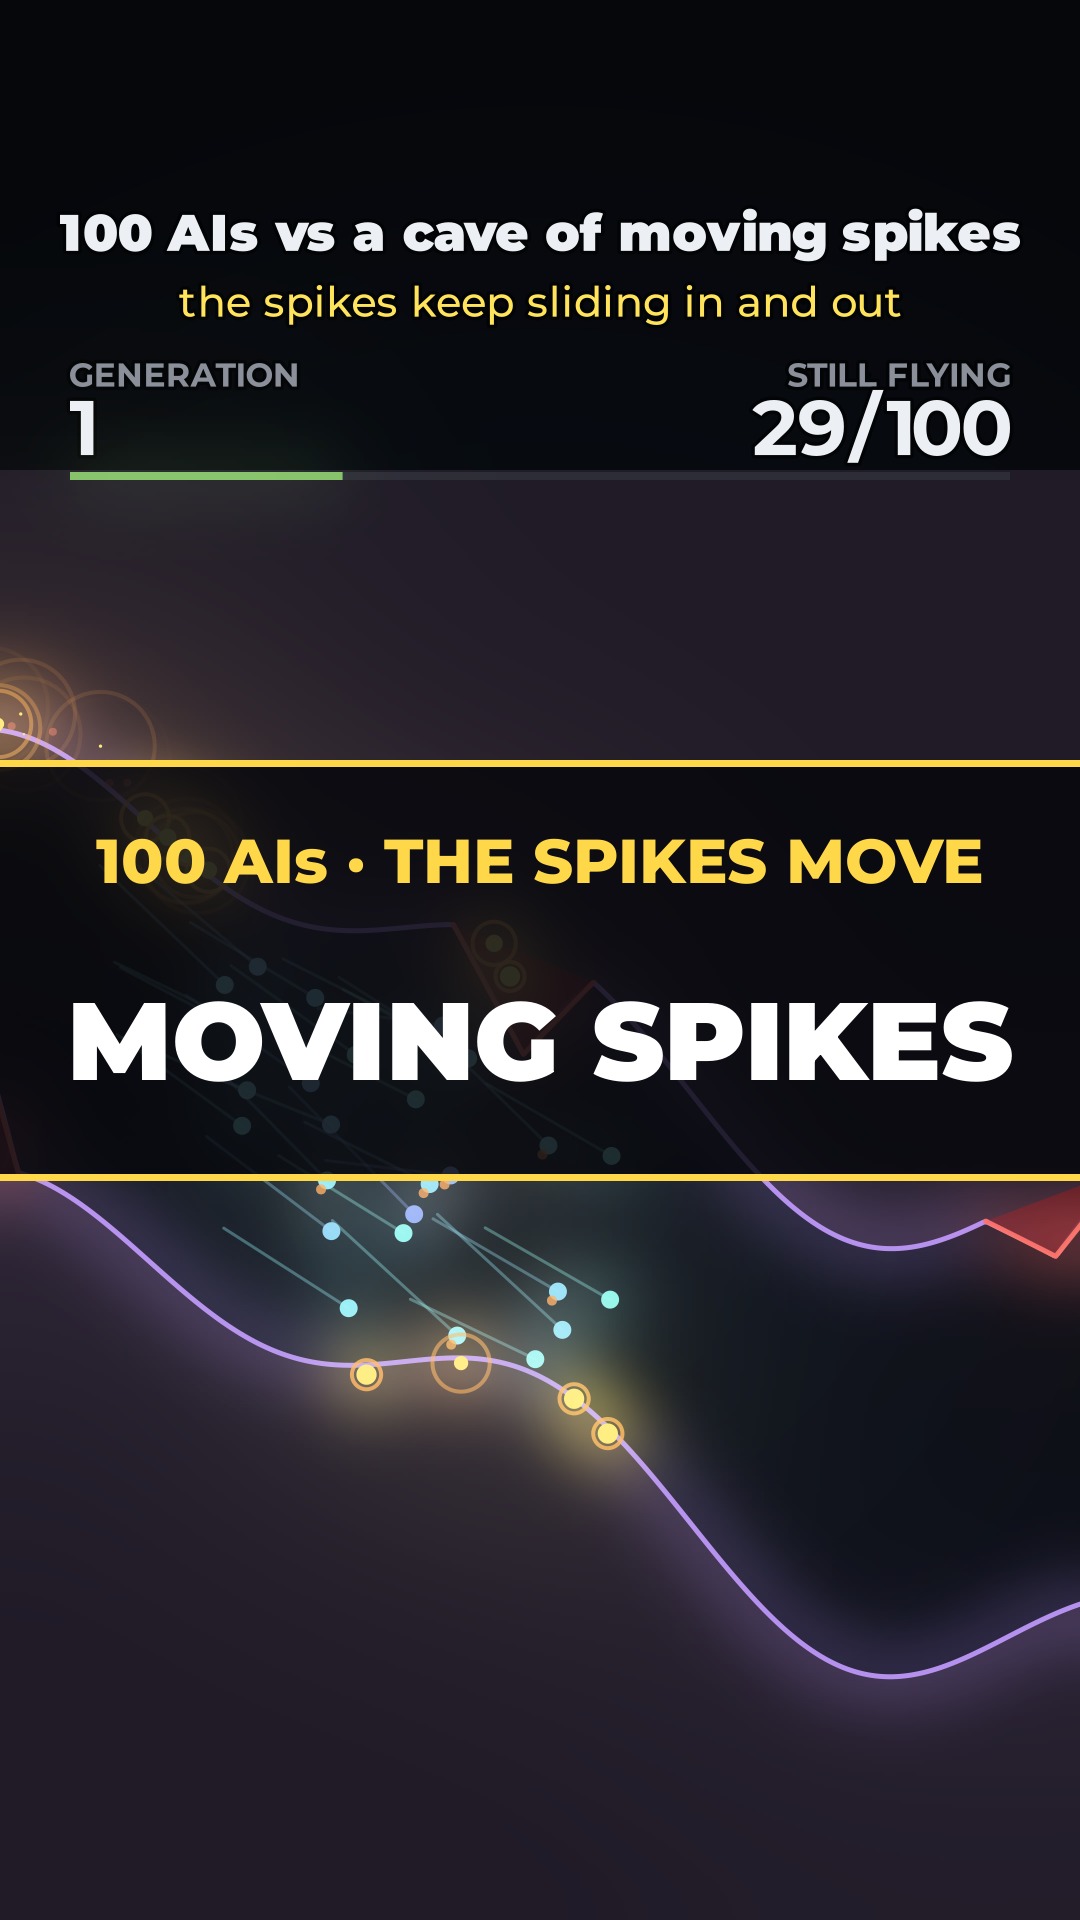 100 AIs vs a cave of moving spikes
the spikes keep sliding in and out
GENERATION
STILL FLYING
1
29/100
100 AIs · THE SPIKES MOVE
MOVING SPIKES